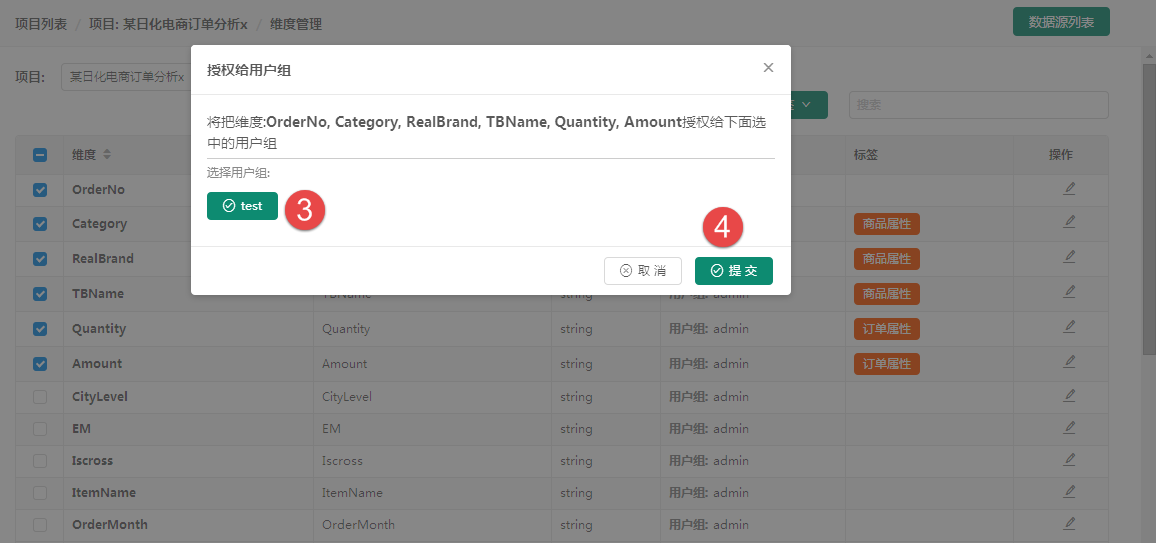 项目列表 / 项目: 某日化电商订单分析x / 维度管理
数据源列表
项目: 某日化电商订单分析x
搜索
授权给用户组
将把维度:OrderNo, Category, RealBrand, TBName, Quantity, Amount授权给下面选
中的用户组
选择用户组:
test
3
4
取 消
提 交
维度 标签 操作
OrderNo
Category 商品属性
RealBrand 商品属性
TBName TBName string 用户组: admin 商品属性
Quantity Quantity string 用户组: admin 订单属性
Amount Amount string 用户组: admin 订单属性
CityLevel CityLevel string 用户组: admin
EM EM string 用户组: admin
Iscross Iscross string 用户组: admin
ItemName ItemName string 用户组: admin
OrderMonth OrderMonth string 用户组: admin